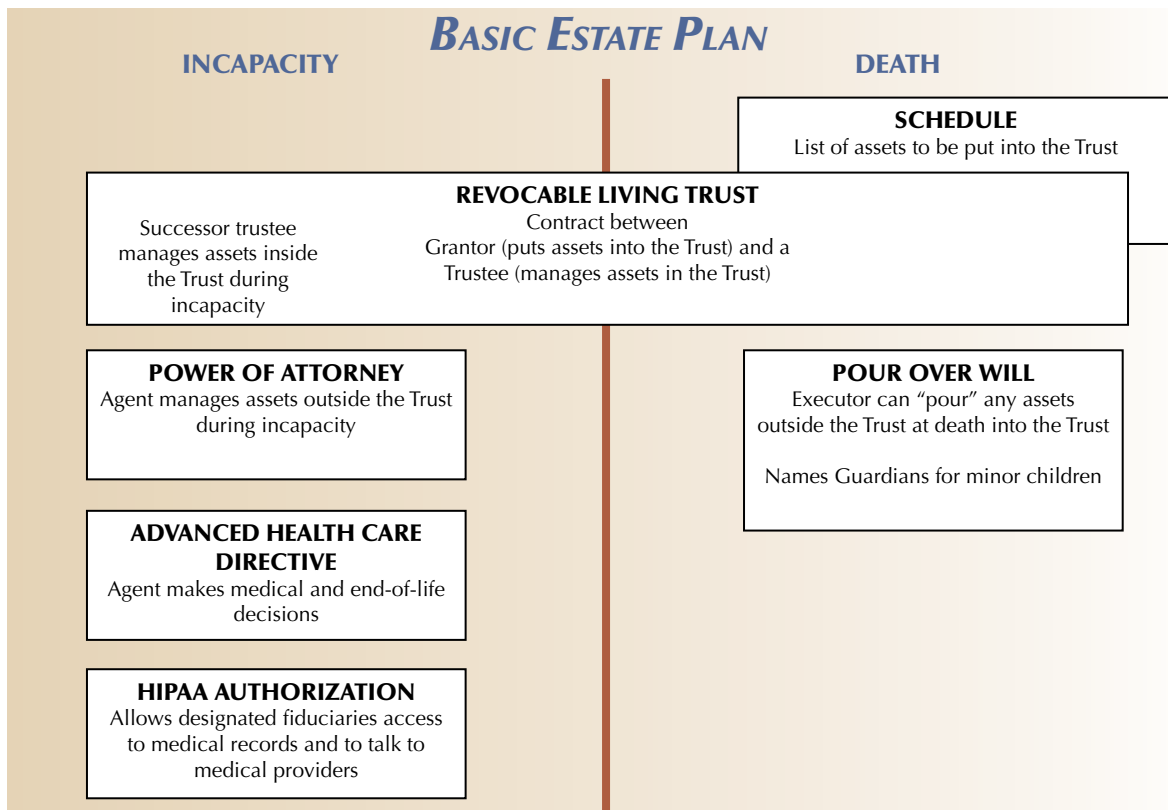 BASIC ESTATE PLAN
INCAPACITY
DEATH
SCHEDULE
List of assets to be put into the Trust
REVOCABLE LIVING TRUST
Successor trustee
manages assets inside
the Trust during
incapacity
Contract between
Grantor (puts assets into the Trust) and a
Trustee (manages assets in the Trust)
POWER OF ATTORNEY
Agent manages assets outside the Trust
during incapacity
POUR OVER WILL
Executor can “pour” any assets
outside the Trust at death into the Trust
Names Guardians for minor children
ADVANCED HEALTH CARE
DIRECTIVE
Agent makes medical and end-of-life
decisions
HIPAA AUTHORIZATION
Allows designated fiduciaries access
to medical records and to talk to
medical providers